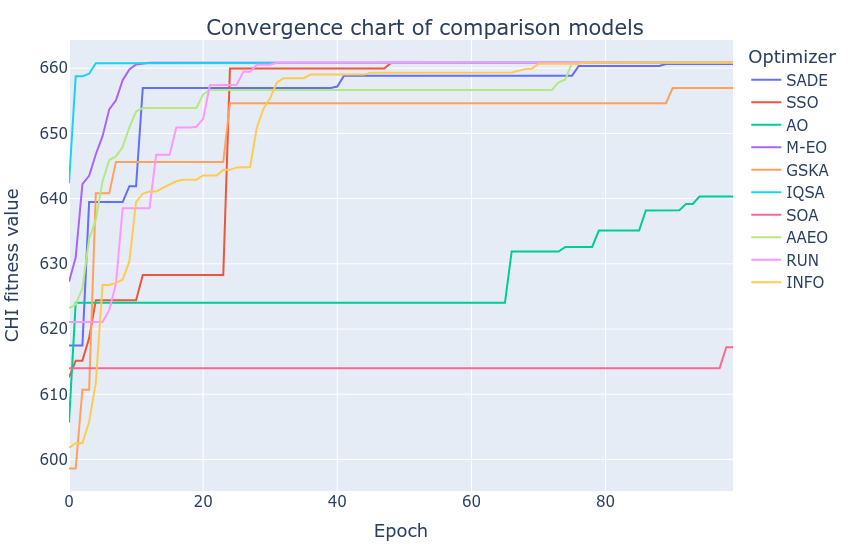 Convergence chart of comparison models
CHI fitness value
660
650
640
630
620
610
600
0
20
40
60
80
Epoch
Optimizer
SADE
SSO
AO
M-EO
GSKA
IQSA
SOA
AAEO
RUN
INFO